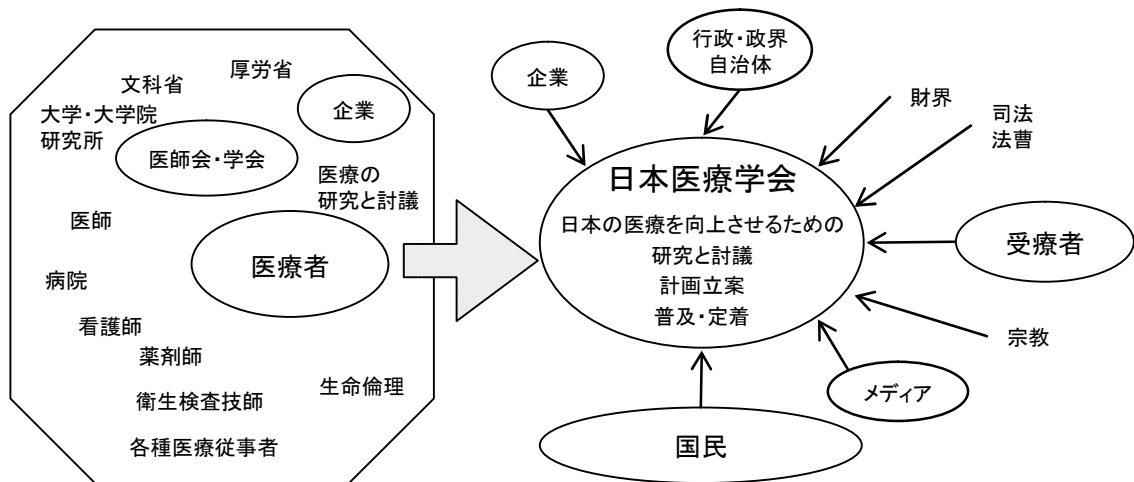 厚労省
文科省
大学・大学院
研究所
企業
医師会・学会
医療の
研究と討議
医師
医療者
病院
看護師
薬剤師
生命倫理
衛生検査技師
各種医療従事者
企業
行政・政界
自治体
財界
司法
法曹
日本医療学会
日本の医療を向上させるための
研究と討議
計画立案
普及・定着
受療者
宗教
メディア
国民